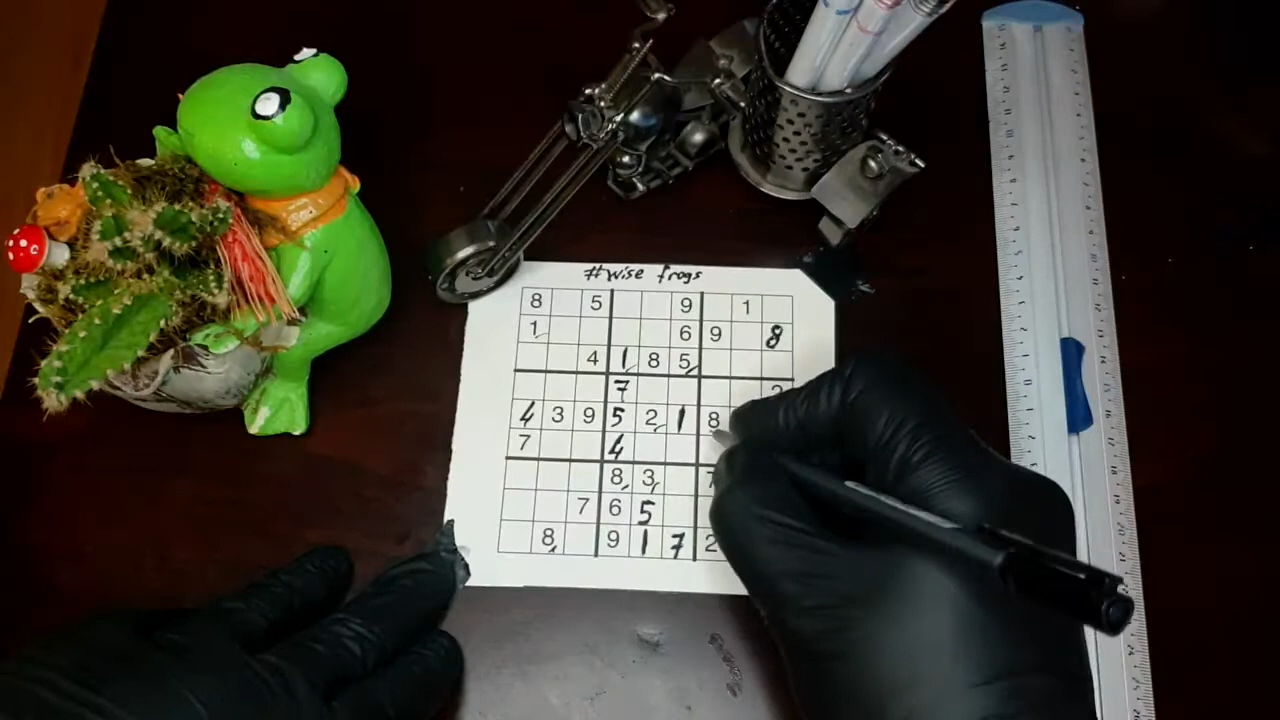 #wise frogs
8 5 9 1
1 6 9 8
4 1 8 5
7
4 3 9 5 2 1 8
7 4
8 3
7 6 5
8 9 1 7 2